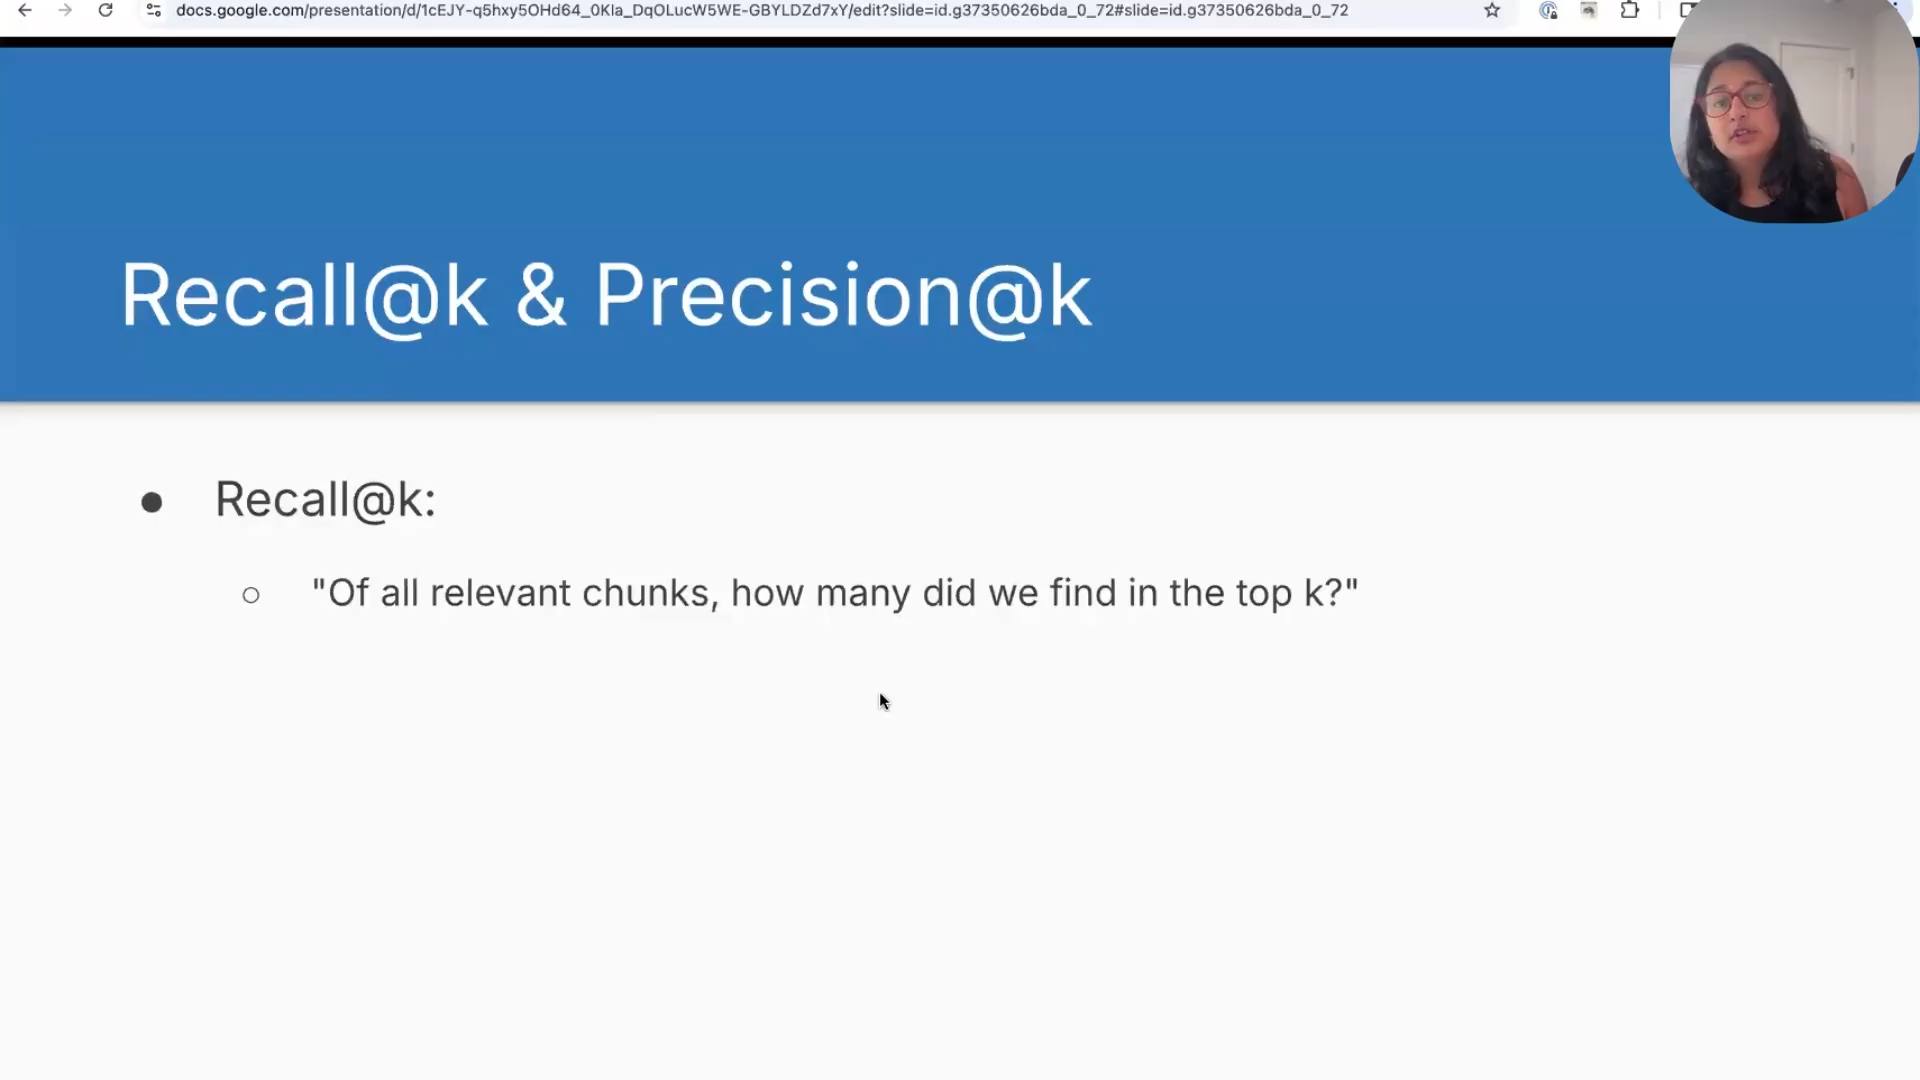 docs.google.com/presentation/d/1cEJY-q5hxy5OHd64_0Kla_DqOLucW5WE-GBYLDZd7xY/edit?slide=id.g37350626bda_0_72#slide=id.g37350626bda_0_72
Recall@k & Precision@k
● Recall@k:
○ "Of all relevant chunks, how many did we find in the top k?"